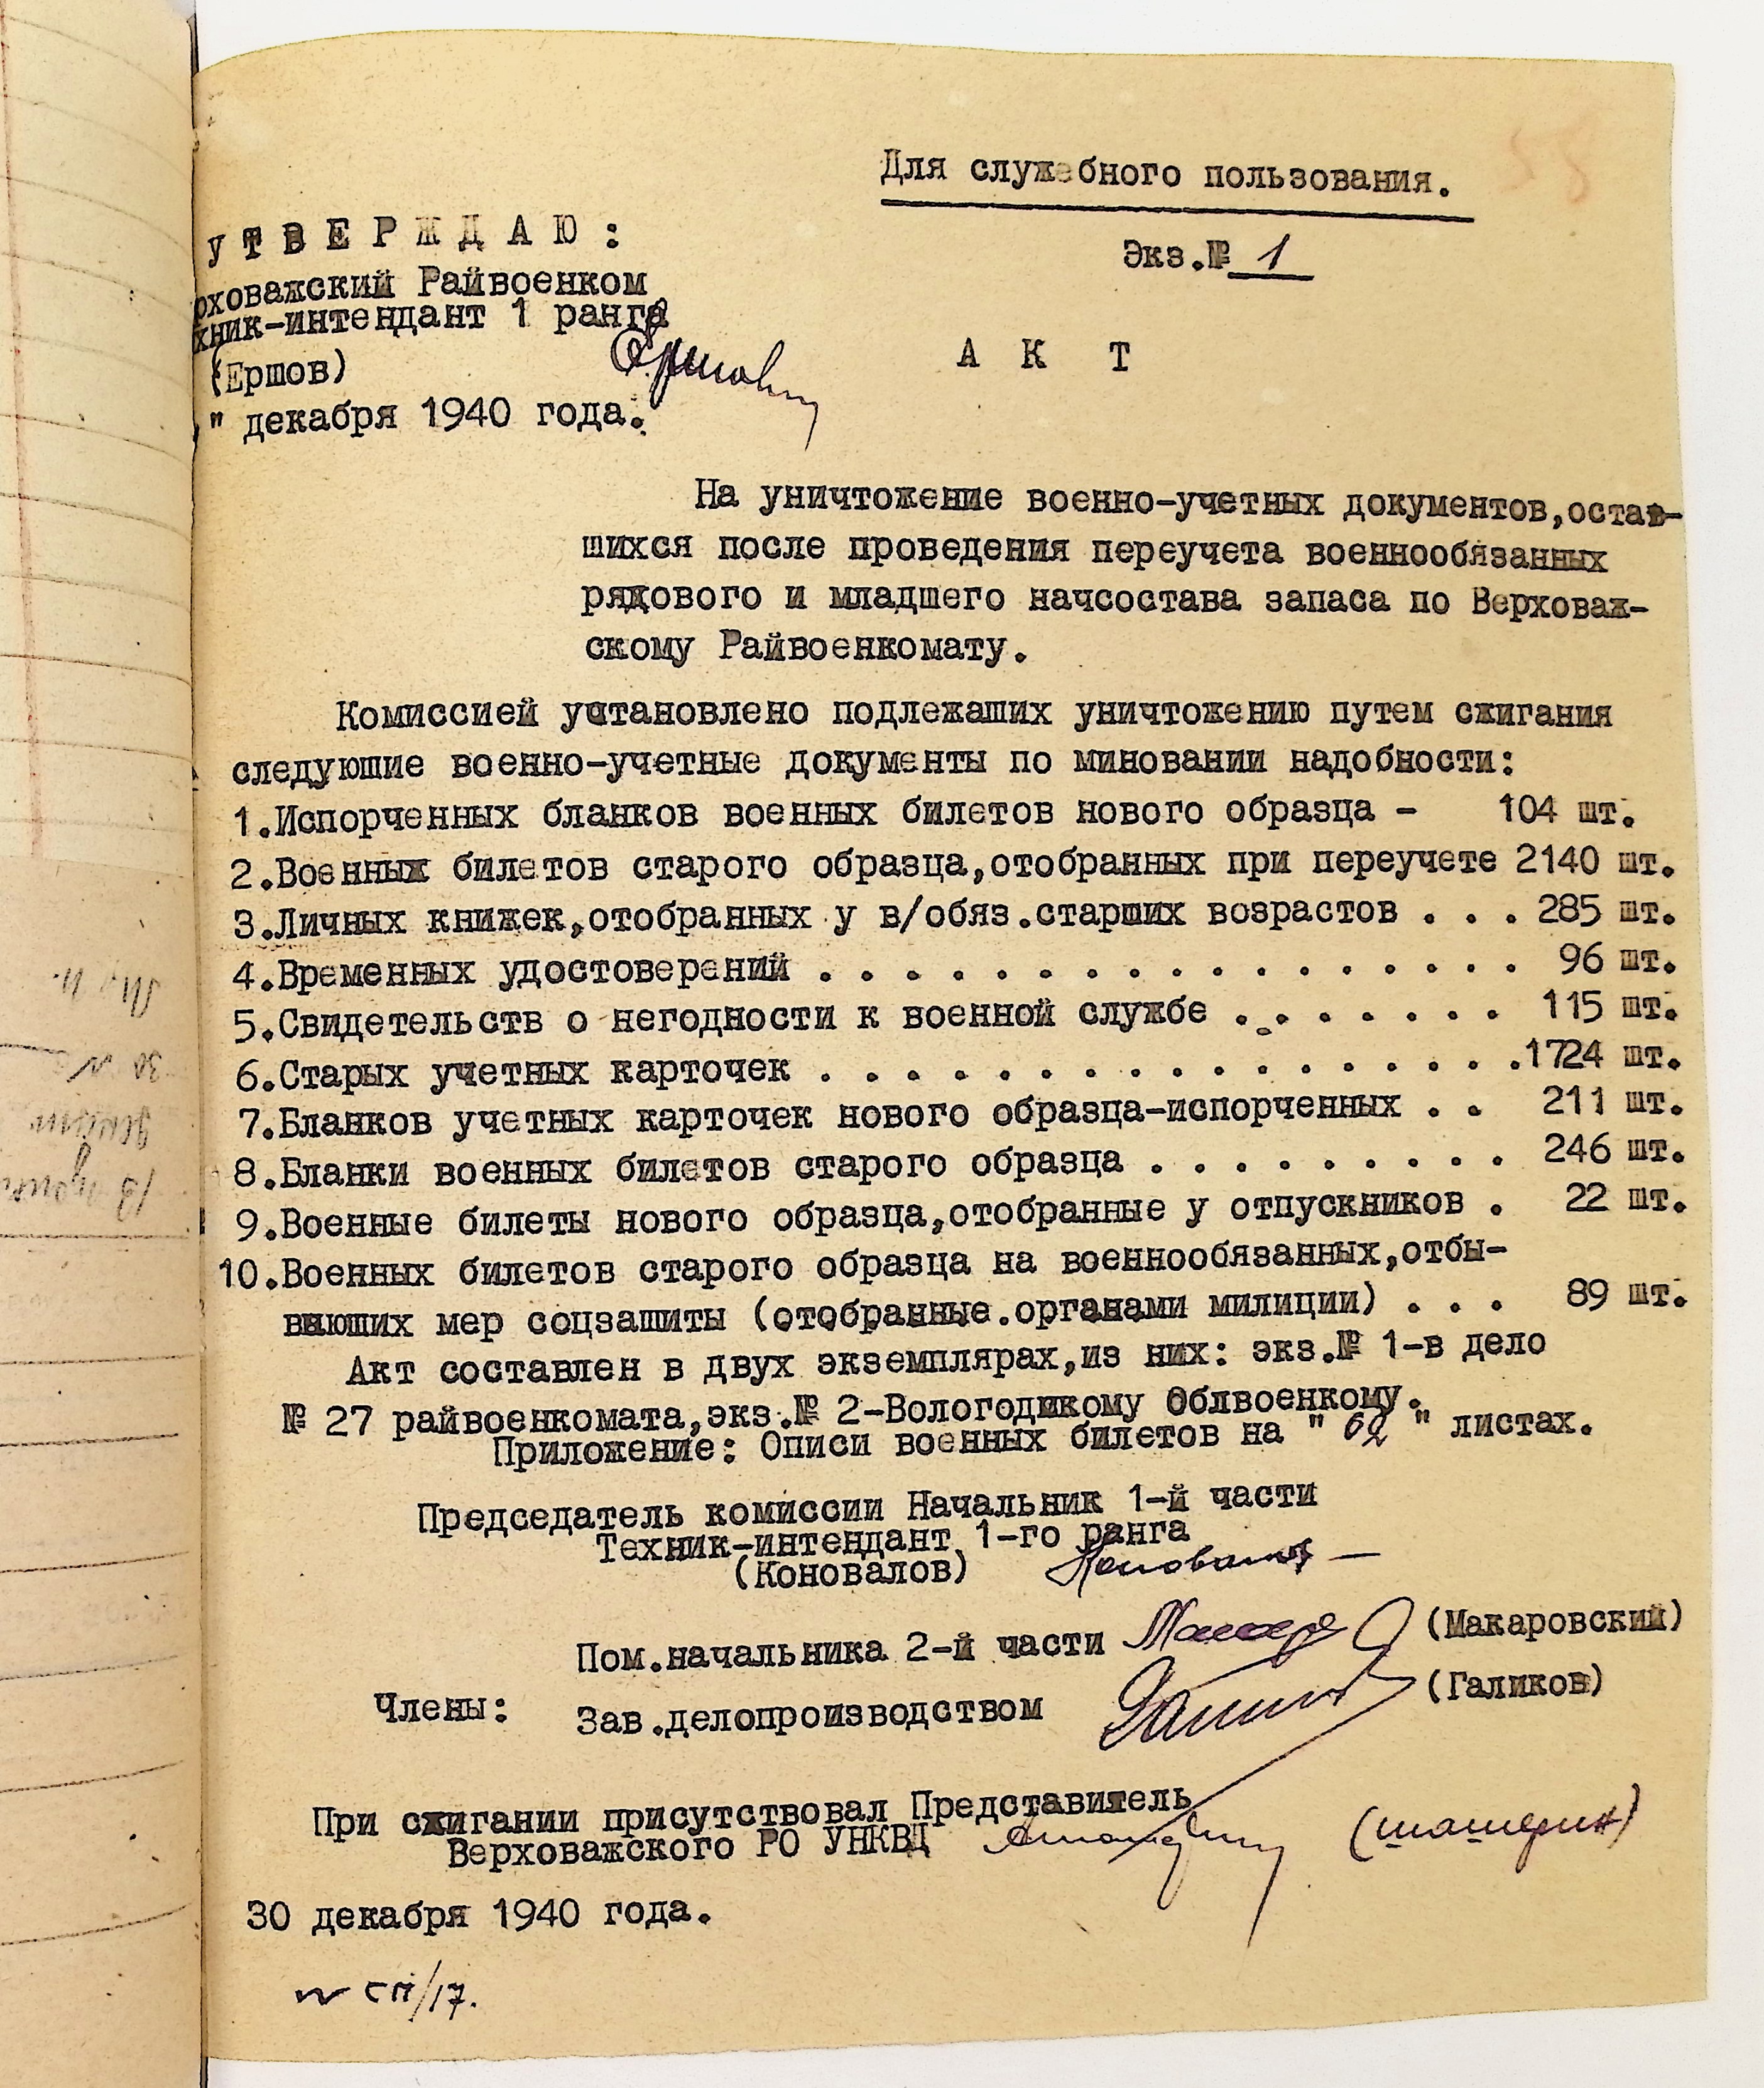 58
Для служебного пользования.
УТВЕРЖДАЮ:
Экз.№ 1
рховажский Райвоенком
хник-интендант 1 ранга
(Ершов)
АКТ
" декабря 1940 года.
На уничтожение военно-учетных документов,остав-
шихся после проведения переучета военнообязанных
рядового и младшего начсостава запаса по Верховаж-
скому Райвоенкомату.
Комиссией учтановлено подлежаших уничтожению путем сжигания
следуюшие военно-учетные документы по миновании надобности:
1.Испорченных бланков военных билетов нового образца - 104 шт.
2.Военных билетов старого образца,отобранных при переучете 2140 шт.
3.Личных книжек,отобранных у в/обяз.старших возрастов . . . 285 шт.
4.Временных удостоверений . . . . . . . . . . . . . . . . 96 шт.
5.Свидетельств о негодности к военной службе . . . . . . . 115 шт.
6.Старых учетных карточек . . . . . . . . . . . . . . . . .1724 шт.
7.Бланков учетных карточек нового образца-испорченных . . 211 шт.
8.Бланки военных билетов старого образца . . . . . . . . . 246 шт.
9.Военные билеты нового образца,отобранные у отпускников . 22 шт.
10.Военных билетов старого образца на военнообязанных,отбы-
ваюших мер соцзашиты (отобранные.органами милиции) . . . 89 шт.
Акт составлен в двух экземплярах,из них: экз.№ 1-в дело
№ 27 райвоенкомата,экз.№ 2-Вологодскому Облвоенкому.
Приложение: Описи военных билетов на " 62 " листах.
Председатель комиссии Начальник 1-й части
Техник-интендант 1-го ранга
(Коновалов)
Пом.начальника 2-й части (Макаровский)
Члены: Зав.делопроизводством (Галиков)
При сжигании присутствовал Представитель
Верховажского РО УНКВД (шашерин)
30 декабря 1940 года.
сп/17.